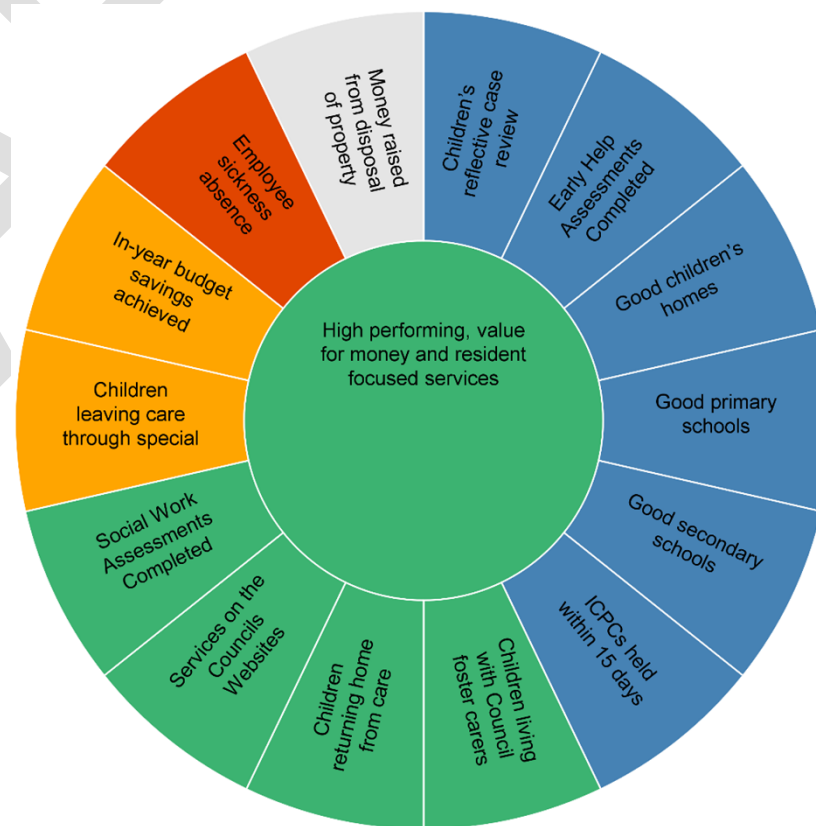 Children's
reflective case
review
Early Help
Assessments
Completed
Good children's
homes
Good primary
schools
Good secondary
schools
ICPCs held
within 15 days
Children living
with Council
foster carers
Children
returning home
from care
Services on the
Councils
Websites
Social Work
Assessments
Completed
Children
leaving care
through special
In-year budget
savings
achieved
Employee
sickness
absence
Money raised
from disposal
of property
High performing, value
for money and resident
focused services